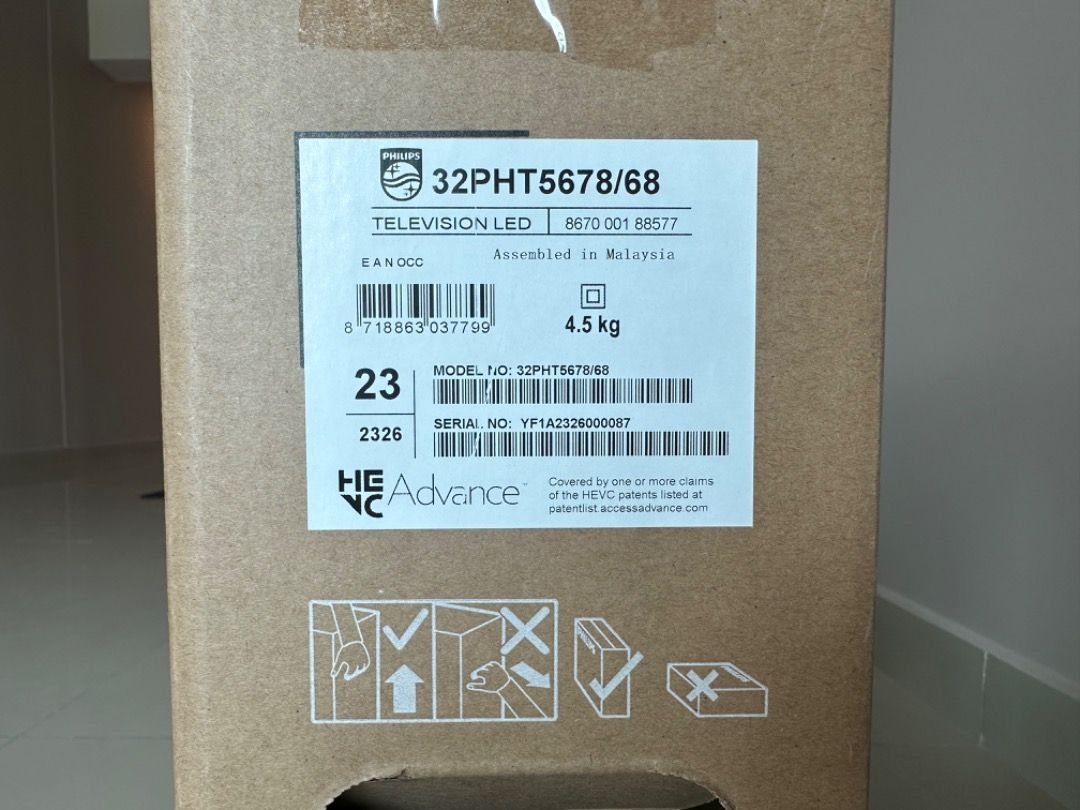 PHILIPS
32PHT5678/68
TELEVISION LED
8670 001 88577
Assembled in Malaysia
E A N OCC
8 718863 037799
4.5 kg
23
2326
MODEL NO: 32PHT5678/68
SERIAL NO: YF1A2326000087
HEVC Advance™
Covered by one or more claims
of the HEVC patents listed at
patentlist.accessadvance.com